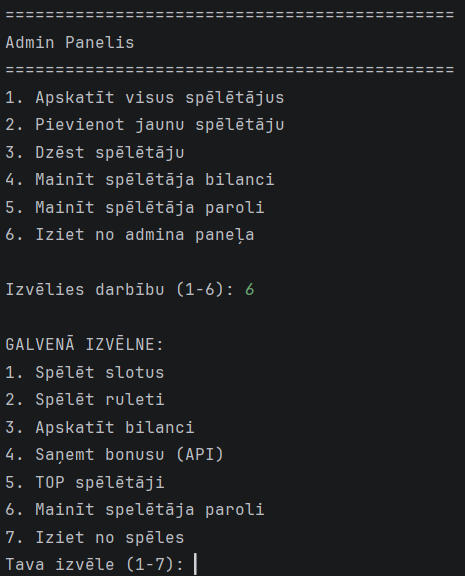 =============================================
Admin Panelis
=============================================
1. Apskatīt visus spēlētājus
2. Pievienot jaunu spēlētāju
3. Dzēst spēlētāju
4. Mainīt spēlētāja bilanci
5. Mainīt spēlētāja paroli
6. Iziet no admina paneļa
Izvēlies darbību (1-6): 6
GALVENĀ IZVĒLNE:
1. Spēlēt slotus
2. Spēlēt ruleti
3. Apskatīt bilanci
4. Saņemt bonusu (API)
5. TOP spēlētāji
6. Mainīt spelētāja paroli
7. Iziet no spēles
Tava izvēle (1-7):